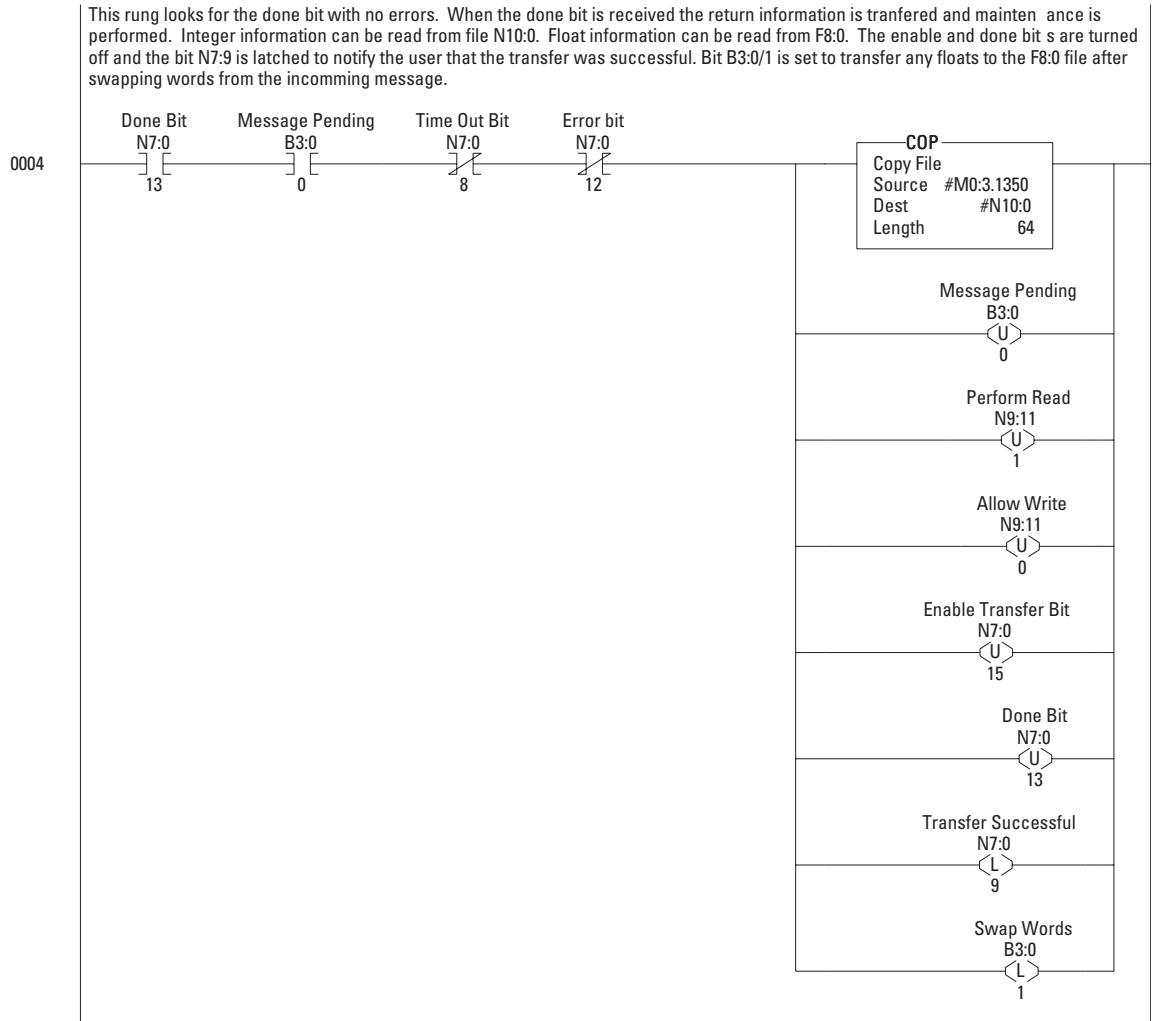 This rung looks for the done bit with no errors. When the done bit is received the return information is tranfered and mainten ance is
performed. Integer information can be read from file N10:0. Float information can be read from F8:0. The enable and done bit s are turned
off and the bit N7:9 is latched to notify the user that the transfer was successful. Bit B3:0/1 is set to transfer any floats to the F8:0 file after
swapping words from the incomming message.
Done Bit Message Pending Time Out Bit Error bit
N7:0 B3:0 N7:0 N7:0
13 0 8 12
0004
COP
Copy File
Source #M0:3.1350
Dest #N10:0
Length 64
Message Pending
B3:0
U
0
Perform Read
N9:11
U
1
Allow Write
N9:11
U
0
Enable Transfer Bit
N7:0
U
15
Done Bit
N7:0
U
13
Transfer Successful
N7:0
L
9
Swap Words
B3:0
L
1